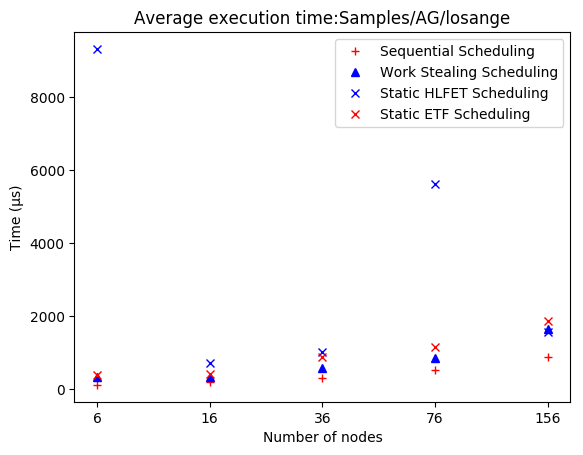 Average execution time:Samples/AG/losange
Sequential Scheduling
Work Stealing Scheduling
Static HLFET Scheduling
Static ETF Scheduling
Time (µs)
8000
6000
4000
2000
0
6 16 36 76 156
Number of nodes